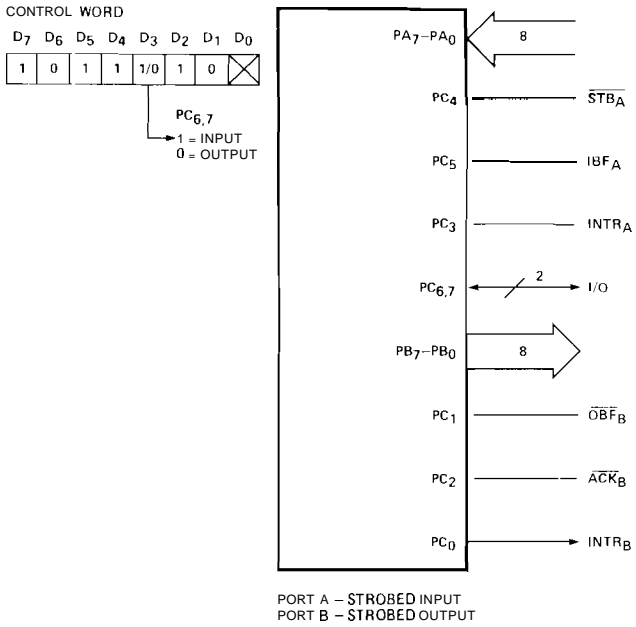 CONTROL WORD
D7 D6 D5 D4 D3 D2 D1 D0
1 0 1 1 1/0 1 0
PC6,7
1 = INPUT
0 = OUTPUT
PA7–PA0 8
PC4 STBA
PC5 IBFA
PC3 INTRA
PC6,7 2 I/O
PB7–PB0 8
PC1 OBFB
PC2 ACKB
PC0 INTRB
PORT A – STROBED INPUT
PORT B – STROBED OUTPUT